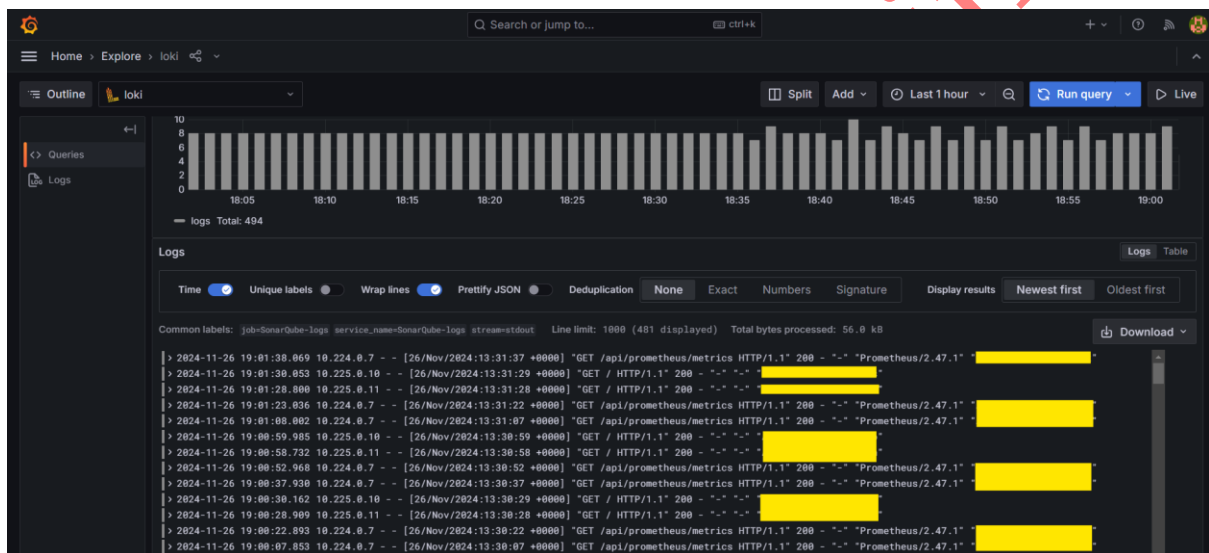 Search or jump to... ctrl+k
Home > Explore > loki
Outline loki Split Add Last 1 hour Run query Live
Queries
Logs
10
8
6
4
2
0
18:05 18:10 18:15 18:20 18:25 18:30 18:35 18:40 18:45 18:50 18:55 19:00
logs Total: 494
Logs Logs Table
Time Unique labels Wrap lines Prettify JSON Deduplication None Exact Numbers Signature Display results Newest first Oldest first
Common labels: job=SonarQube-logs service_name=SonarQube-logs stream=stdout Line limit: 1000 (481 displayed) Total bytes processed: 56.0 kB Download
> 2024-11-26 19:01:38.069 10.224.0.7 - - [26/Nov/2024:13:31:37 +0000] "GET /api/prometheus/metrics HTTP/1.1" 200 - "-" "Prometheus/2.47.1" " "
> 2024-11-26 19:01:30.053 10.225.0.10 - - [26/Nov/2024:13:31:29 +0000] "GET / HTTP/1.1" 200 - "-" "-" " "
> 2024-11-26 19:01:28.800 10.225.0.11 - - [26/Nov/2024:13:31:28 +0000] "GET / HTTP/1.1" 200 - "-" "-" " "
> 2024-11-26 19:01:23.036 10.224.0.7 - - [26/Nov/2024:13:31:22 +0000] "GET /api/prometheus/metrics HTTP/1.1" 200 - "-" "Prometheus/2.47.1" " "
> 2024-11-26 19:01:08.002 10.224.0.7 - - [26/Nov/2024:13:31:07 +0000] "GET /api/prometheus/metrics HTTP/1.1" 200 - "-" "Prometheus/2.47.1" " "
> 2024-11-26 19:00:59.985 10.225.0.10 - - [26/Nov/2024:13:30:59 +0000] "GET / HTTP/1.1" 200 - "-" "-" " "
> 2024-11-26 19:00:58.732 10.225.0.11 - - [26/Nov/2024:13:30:58 +0000] "GET / HTTP/1.1" 200 - "-" "-" " "
> 2024-11-26 19:00:52.968 10.224.0.7 - - [26/Nov/2024:13:30:52 +0000] "GET /api/prometheus/metrics HTTP/1.1" 200 - "-" "Prometheus/2.47.1" " "
> 2024-11-26 19:00:37.930 10.224.0.7 - - [26/Nov/2024:13:30:37 +0000] "GET /api/prometheus/metrics HTTP/1.1" 200 - "-" "Prometheus/2.47.1" " "
> 2024-11-26 19:00:30.162 10.225.0.10 - - [26/Nov/2024:13:30:29 +0000] "GET / HTTP/1.1" 200 - "-" "-" " "
> 2024-11-26 19:00:28.909 10.225.0.11 - - [26/Nov/2024:13:30:28 +0000] "GET / HTTP/1.1" 200 - "-" "-" " "
> 2024-11-26 19:00:22.893 10.224.0.7 - - [26/Nov/2024:13:30:22 +0000] "GET /api/prometheus/metrics HTTP/1.1" 200 - "-" "Prometheus/2.47.1" " "
> 2024-11-26 19:00:07.853 10.224.0.7 - - [26/Nov/2024:13:30:07 +0000] "GET /api/prometheus/metrics HTTP/1.1" 200 - "-" "Prometheus/2.47.1" " "